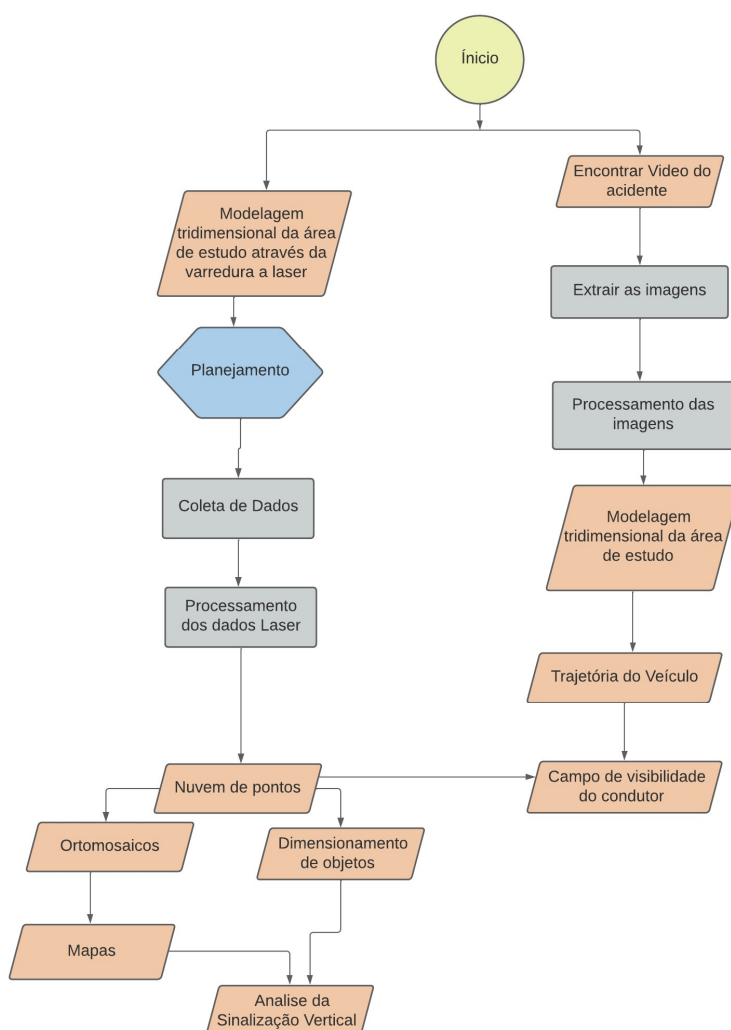 Ínicio
Modelagem
tridimensional da área
de estudo através da
varredura a laser
Planejamento
Coleta de Dados
Processamento
dos dados Laser
Nuvem de pontos
Ortomosaicos
Dimensionamento
de objetos
Mapas
Analise da
Sinalização Vertical
Encontrar Video do
acidente
Extrair as imagens
Processamento das
imagens
Modelagem
tridimensional da área
de estudo
Trajetória do Veículo
Campo de visibilidade
do condutor